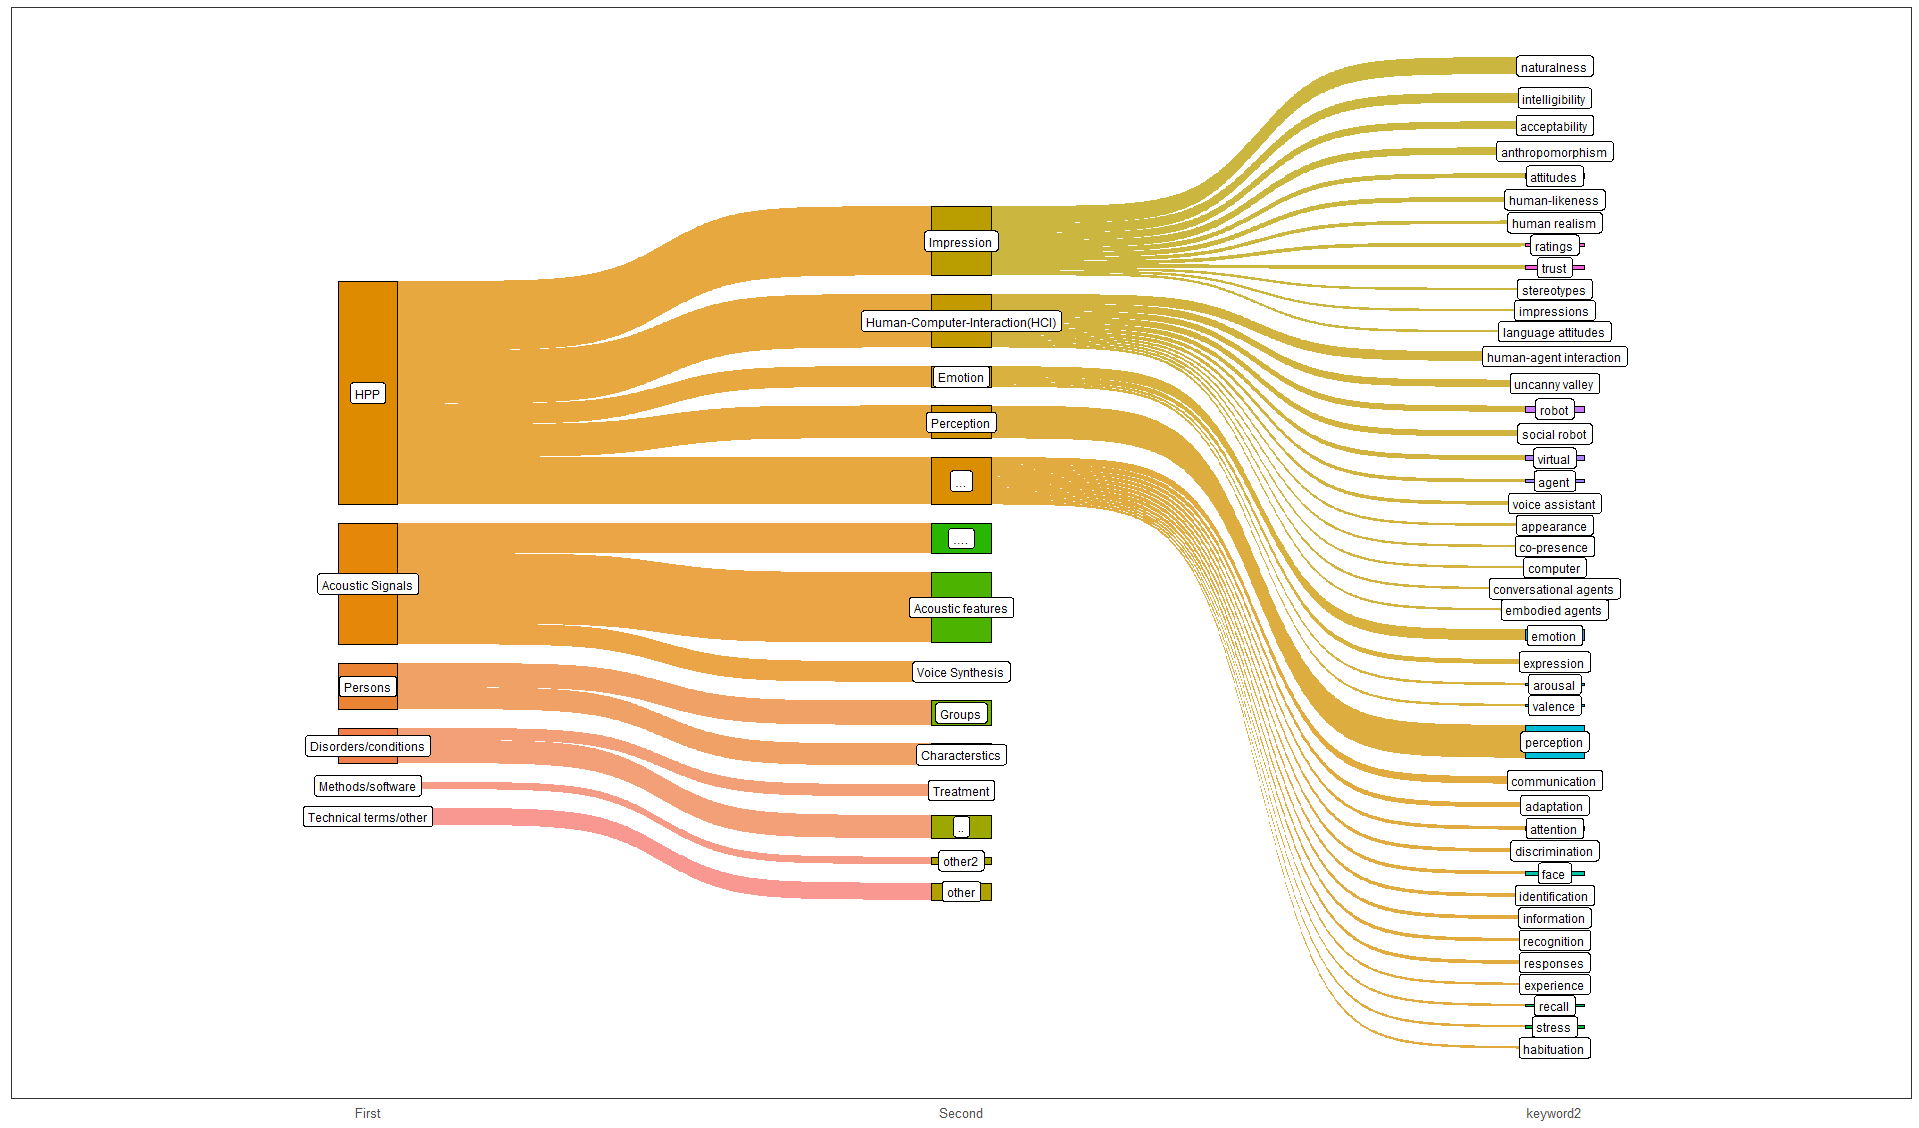 HPP
Acoustic Signals
Persons
Disorders/conditions
Methods/software
Technical terms/other
Impression
Human-Computer-Interaction(HCI)
Emotion
Perception
...
....
Acoustic features
Voice Synthesis
Groups
Characterstics
Treatment
..
other2
other
naturalness
intelligibility
acceptability
anthropomorphism
attitudes
human-likeness
human realism
ratings
trust
stereotypes
impressions
language attitudes
human-agent interaction
uncanny valley
robot
social robot
virtual
agent
voice assistant
appearance
co-presence
computer
conversational agents
embodied agents
emotion
expression
arousal
valence
perception
communication
adaptation
attention
discrimination
face
identification
information
recognition
responses
experience
recall
stress
habituation
First
Second
keyword2